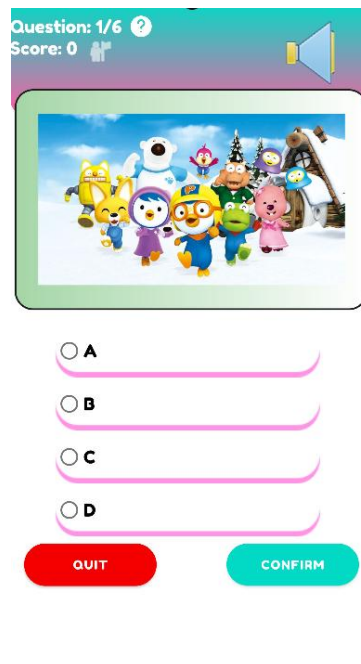 Question: 1/6 ?
Score: 0
A
B
C
D
QUIT
CONFIRM